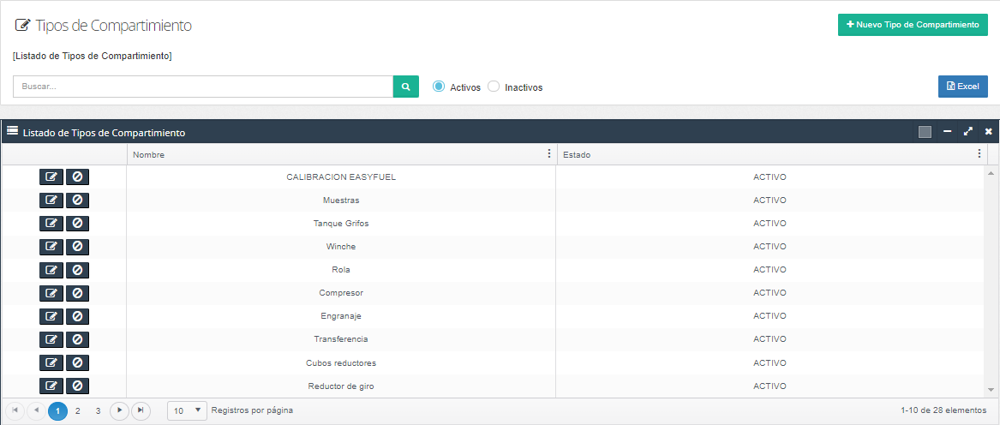 Tipos de Compartimiento
+ Nuevo Tipo de Compartimiento
[Listado de Tipos de Compartimiento]
Buscar... Activos Inactivos Excel
Listado de Tipos de Compartimiento
Nombre Estado
CALIBRACION EASYFUEL ACTIVO
Muestras ACTIVO
Tanque Grifos ACTIVO
Winche ACTIVO
Rola ACTIVO
Compresor ACTIVO
Engranaje ACTIVO
Transferencia ACTIVO
Cubos reductores ACTIVO
Reductor de giro ACTIVO
1 2 3 10 Registros por página 1-10 de 28 elementos